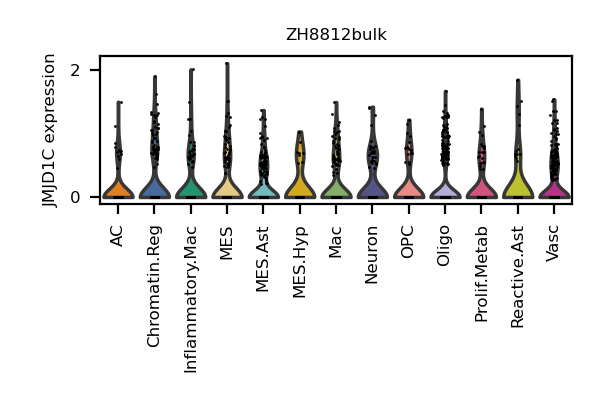 ZH8812bulk
JMJD1C expression
2
0
AC
Chromatin.Reg
Inflammatory.Mac
MES
MES.Ast
MES.Hyp
Mac
Neuron
OPC
Oligo
Prolif.Metab
Reactive.Ast
Vasc